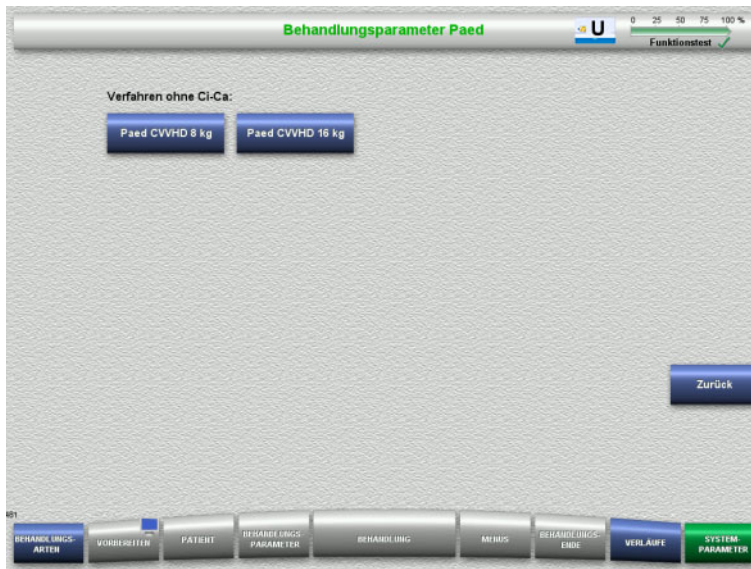 Behandlungsparameter Paed
U
0 25 50 75 100 %
Funktionstest
Verfahren ohne Ci-Ca:
Paed CVVHD 8 kg
Paed CVVHD 16 kg
Zurück
481
BEHANDLUNGS-
ARTEN
VORBEREITEN
PATIENT
BEHANDLUNGS-
PARAMETER
BEHANDLUNG
MENUS
BEHANDLUNGS-
ENDE
VERLÄUFE
SYSTEM-
PARAMETER